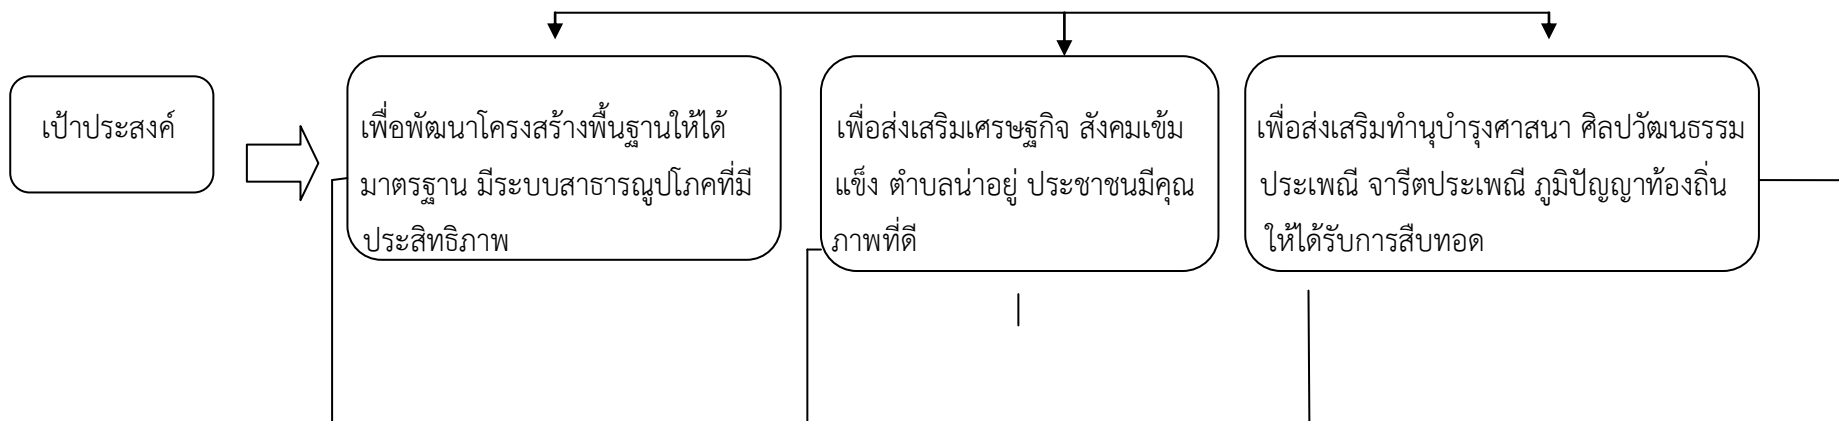 เป้าประสงค์
เพื่อพัฒนาโครงสร้างพื้นฐานให้ได้
มาตรฐาน มีระบบสาธารณูปโภคที่มี
ประสิทธิภาพ
เพื่อส่งเสริมเศรษฐกิจ สังคมเข้ม
แข็ง ตำบลน่าอยู่ ประชาชนมีคุณ
ภาพที่ดี
เพื่อส่งเสริมทำนุบำรุงศาสนา ศิลปวัฒนธรรม
ประเพณี จารีตประเพณี ภูมิปัญญาท้องถิ่น
ให้ได้รับการสืบทอด